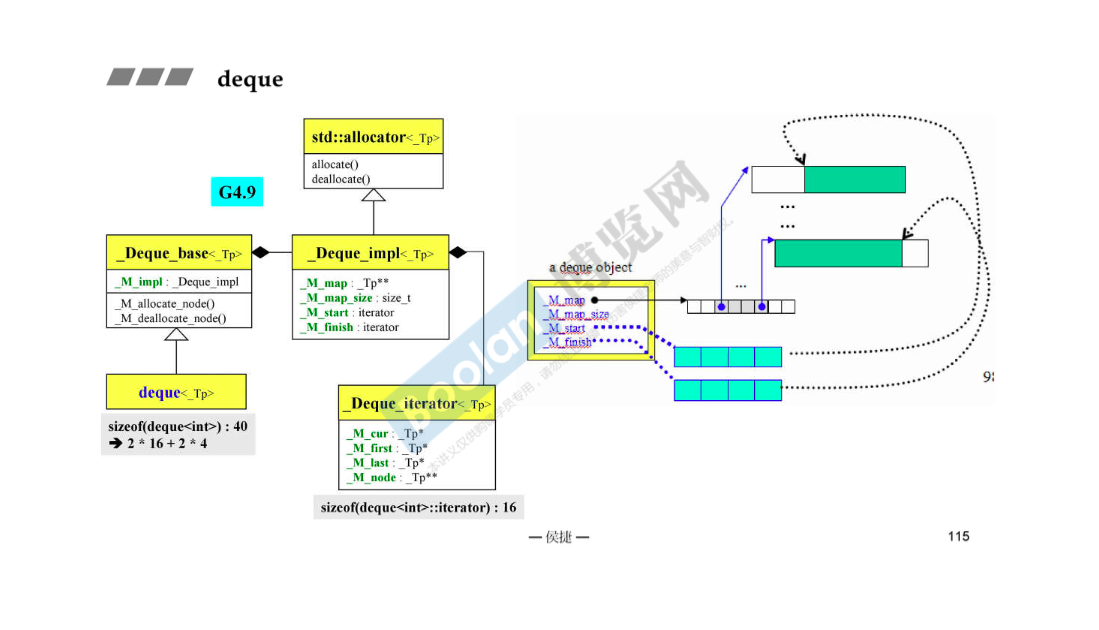 deque
std::allocator<_Tp>
allocate()
deallocate()
G4.9
_Deque_base<_Tp>
_M_impl : _Deque_impl
_M_allocate_node()
_M_deallocate_node()
_Deque_impl<_Tp>
_M_map : _Tp**
_M_map_size : size_t
_M_start : iterator
_M_finish : iterator
deque<_Tp>
sizeof(deque<int>) : 40
➔ 2 * 16 + 2 * 4
_Deque_iterator<_Tp>
_M_cur : _Tp*
_M_first : _Tp*
_M_last : _Tp*
_M_node : _Tp**
sizeof(deque<int>::iterator) : 16
...
...
...
a deque object
_M_map
_M_map_size
_M_start
_M_finish
98
Boolan 博览网
— 侯捷 —
115